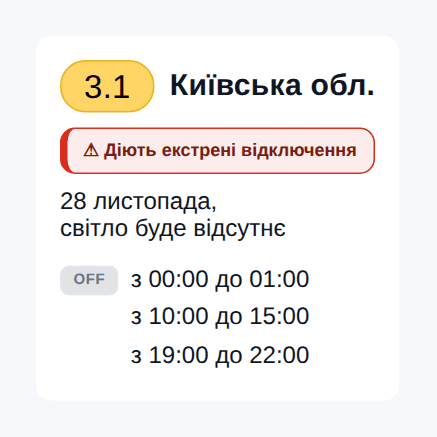 3.1 Київська обл.
⚠ Діють екстрені відключення
28 листопада,
світло буде відсутнє
OFF з 00:00 до 01:00
з 10:00 до 15:00
з 19:00 до 22:00